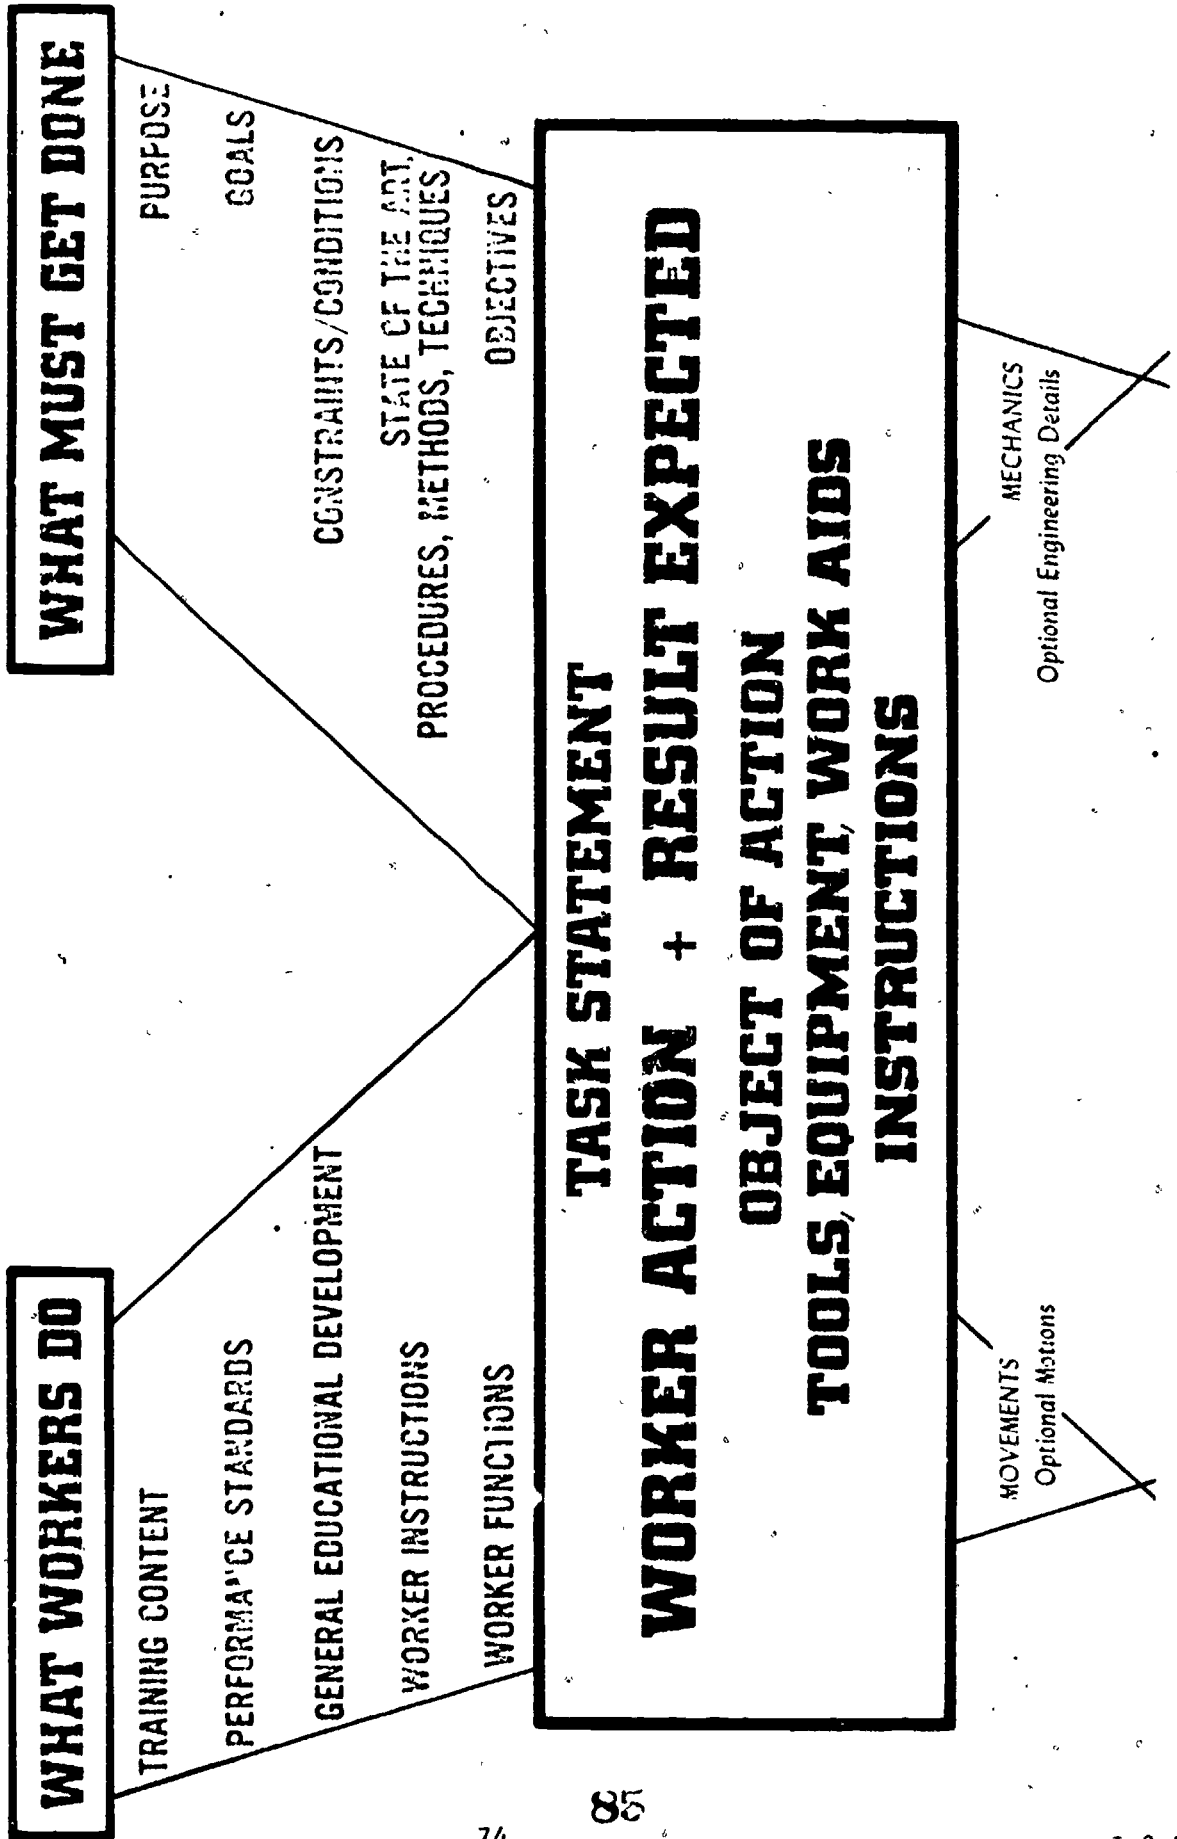 WHAT WORKERS DO
TRAINING CONTENT
PERFORMANCE STANDARDS
GENERAL EDUCATIONAL DEVELOPMENT
WORKER INSTRUCTIONS
WORKER FUNCTIONS
WHAT MUST GET DONE
PURPOSE
GOALS
CONSTRAINTS/CONDITIONS
STATE OF THE ART,
PROCEDURES, METHODS, TECHNIQUES
OBJECTIVES
TASK STATEMENT
WORKER ACTION + RESULT EXPECTED
OBJECT OF ACTION
TOOLS, EQUIPMENT, WORK AIDS
INSTRUCTIONS
MOVEMENTS
Optional Motions
MECHANICS
Optional Engineering Details
85
74